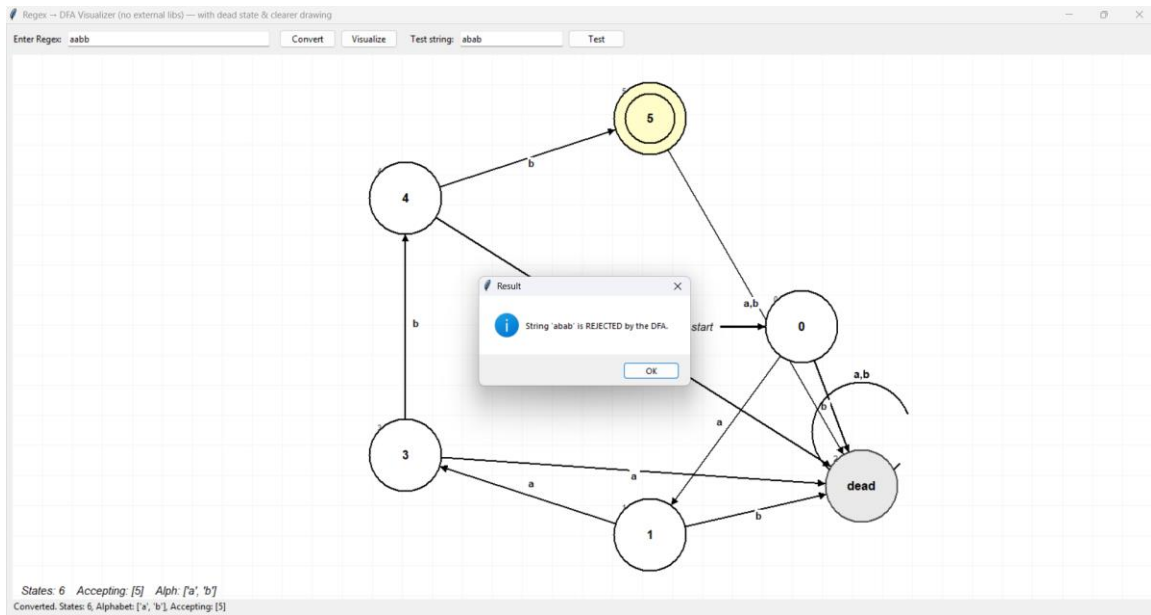 Regex → DFA Visualizer (no external libs) — with dead state & clearer drawing
Enter Regex: aabb Convert Visualize Test string: abab Test
5
b
4
Result
String 'abab' is REJECTED by the DFA.
OK
a,b
start
0
b
a,b
b
a
3
a
a
dead
1
b
States: 6 Accepting: [5] Alph: ['a', 'b']
Converted. States: 6, Alphabet: ['a', 'b'], Accepting: [5]